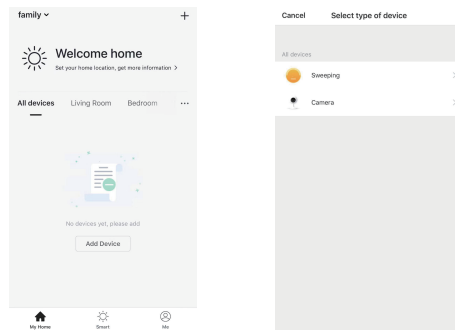 family
Welcome home
Set your home location, get more information >
All devices Living Room Bedroom ...
No devices yet, please add
Add Device
My Home Smart Me
Cancel Select type of device
All devices
Sweeping
Camera